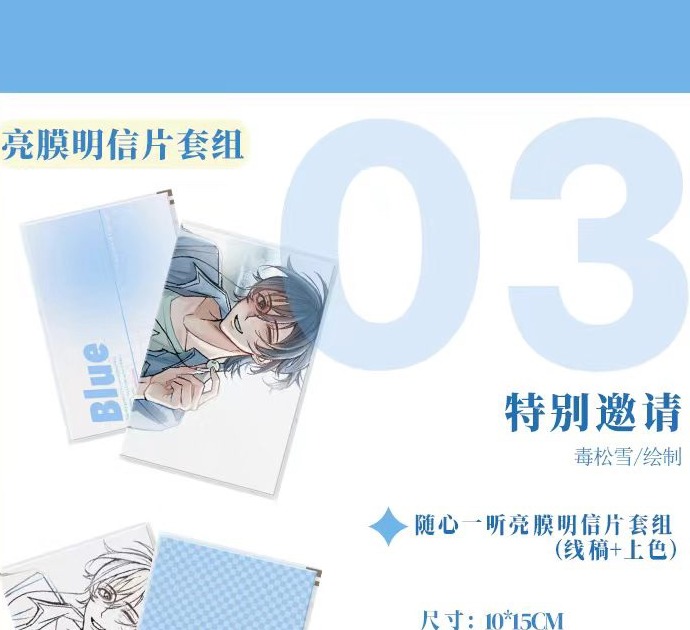 亮膜明信片套组
03
Blue
特别邀请
毒松雪/绘制
随心一听亮膜明信片套组
(线稿+上色)
尺寸: 10*15CM